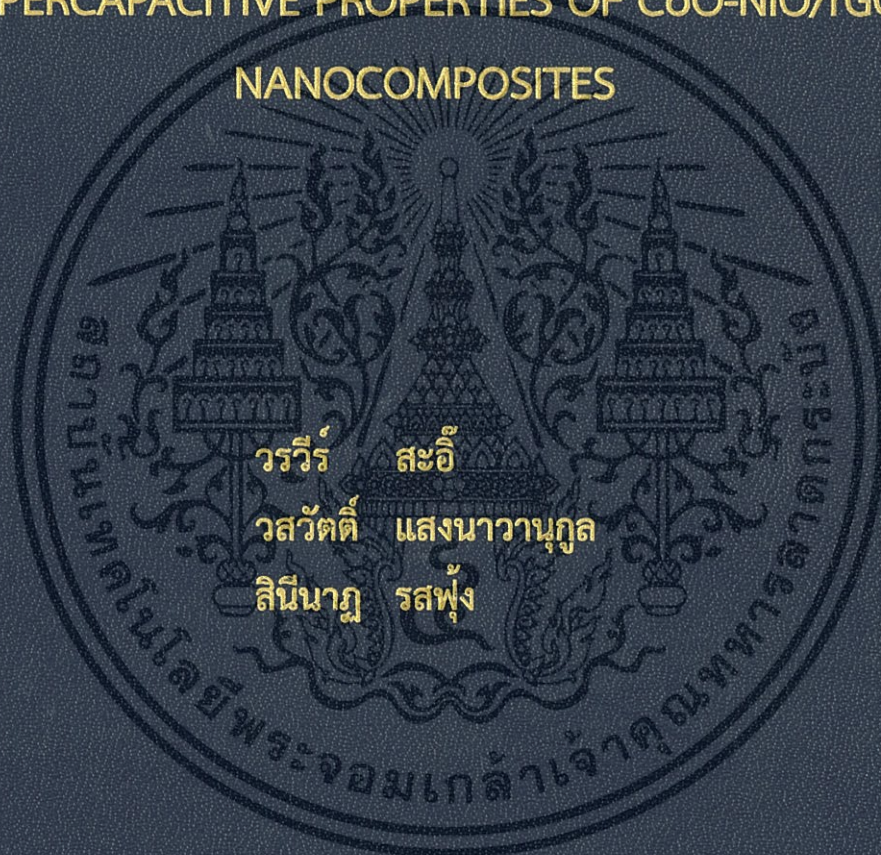 PERCAPACITIVE PROPERTIES OF CoO-NiO/rGO
NANOCOMPOSITES
วรวีร์ สะอิ๊
วสวัตติ์ แสงนาวานุกูล
สินีนาฏ รสฟุ้ง
สถาบันเทคโนโลยีพระจอมเกล้าเจ้าคุณทหารลาดกระบัง